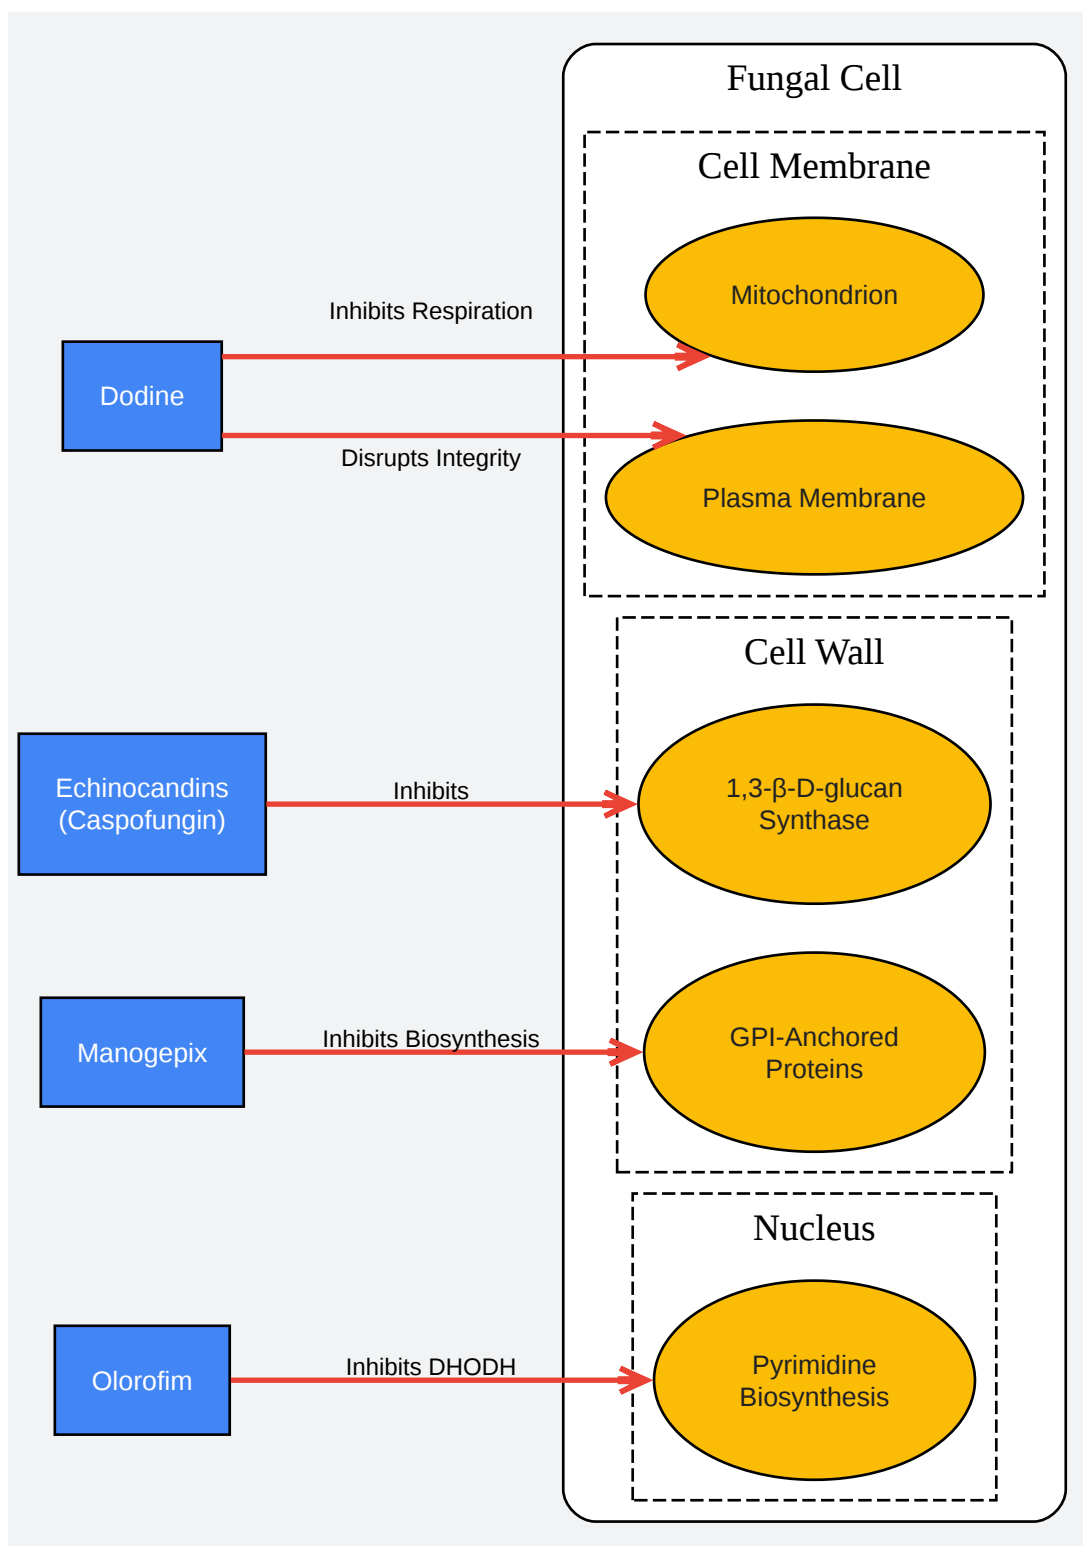 Fungal Cell
Cell Membrane
Mitochondrion
Inhibits Respiration
Dodine
Disrupts Integrity
Plasma Membrane
Cell Wall
Echinocandins
(Caspofungin)
Inhibits
1,3-β-D-glucan
Synthase
Manogepix
Inhibits Biosynthesis
GPI-Anchored
Proteins
Nucleus
Olorofim
Inhibits DHODH
Pyrimidine
Biosynthesis